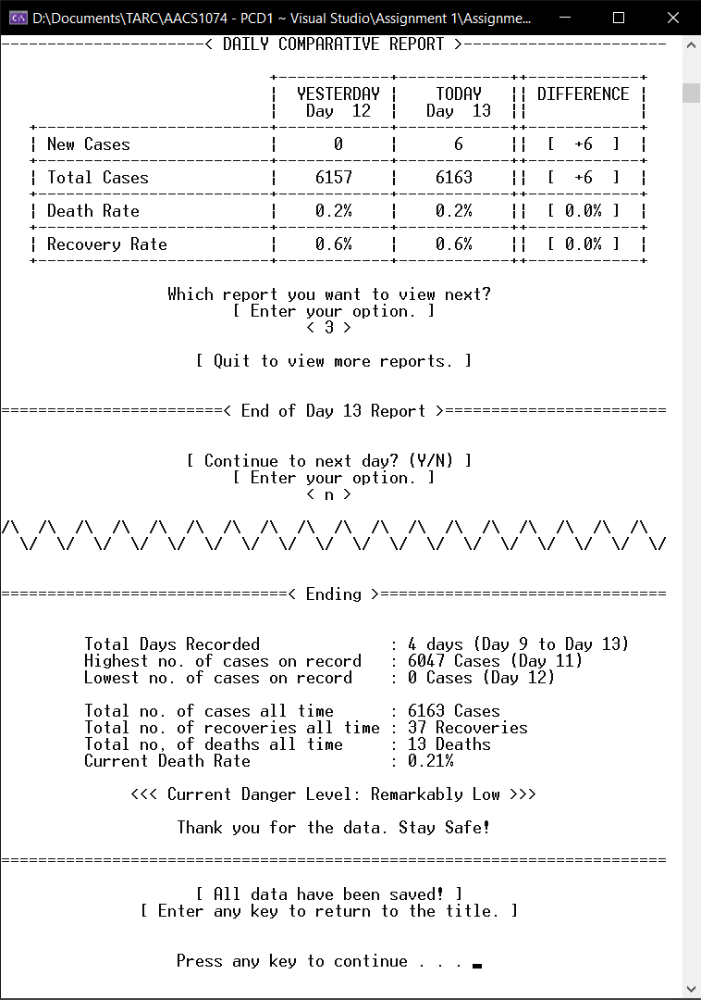 D:\Documents\TARC\AACS1074 - PCD1 ~ Visual Studio\Assignment 1\Assignme...
----------------------< DAILY COMPARATIVE REPORT >----------------------
+------------+------------++------------+
¦  YESTERDAY ¦    TODAY   ¦¦ DIFFERENCE ¦
¦   Day  12  ¦   Day  13  ¦¦            ¦
+-------------------------+------------+------------++------------+
¦ New Cases               ¦      0     ¦      6     ¦¦  [  +6  ]  ¦
+-------------------------+------------+------------++------------+
¦ Total Cases             ¦    6157    ¦    6163    ¦¦  [  +6  ]  ¦
+-------------------------+------------+------------++------------+
¦ Death Rate              ¦    0.2%    ¦    0.2%    ¦¦  [ 0.0% ]  ¦
+-------------------------+------------+------------++------------+
¦ Recovery Rate           ¦    0.6%    ¦    0.6%    ¦¦  [ 0.0% ]  ¦
+-------------------------+------------+------------++------------+
Which report you want to view next?
[ Enter your option. ]
< 3 >
[ Quit to view more reports. ]
========================< End of Day 13 Report >========================
[ Continue to next day? (Y/N) ]
[ Enter your option. ]
< n >
/\  /\  /\  /\  /\  /\  /\  /\  /\  /\  /\  /\  /\  /\  /\  /\  /\  /\
  \/  \/  \/  \/  \/  \/  \/  \/  \/  \/  \/  \/  \/  \/  \/  \/  \/  \/
===============================< Ending >===============================
Total Days Recorded              : 4 days (Day 9 to Day 13)
Highest no. of cases on record   : 6047 Cases (Day 11)
Lowest no. of cases on record    : 0 Cases (Day 12)
Total no. of cases all time      : 6163 Cases
Total no. of recoveries all time : 37 Recoveries
Total no, of deaths all time     : 13 Deaths
Current Death Rate               : 0.21%
<<< Current Danger Level: Remarkably Low >>>
Thank you for the data. Stay Safe!
========================================================================
[ All data have been saved! ]
[ Enter any key to return to the title. ]
Press any key to continue . . .